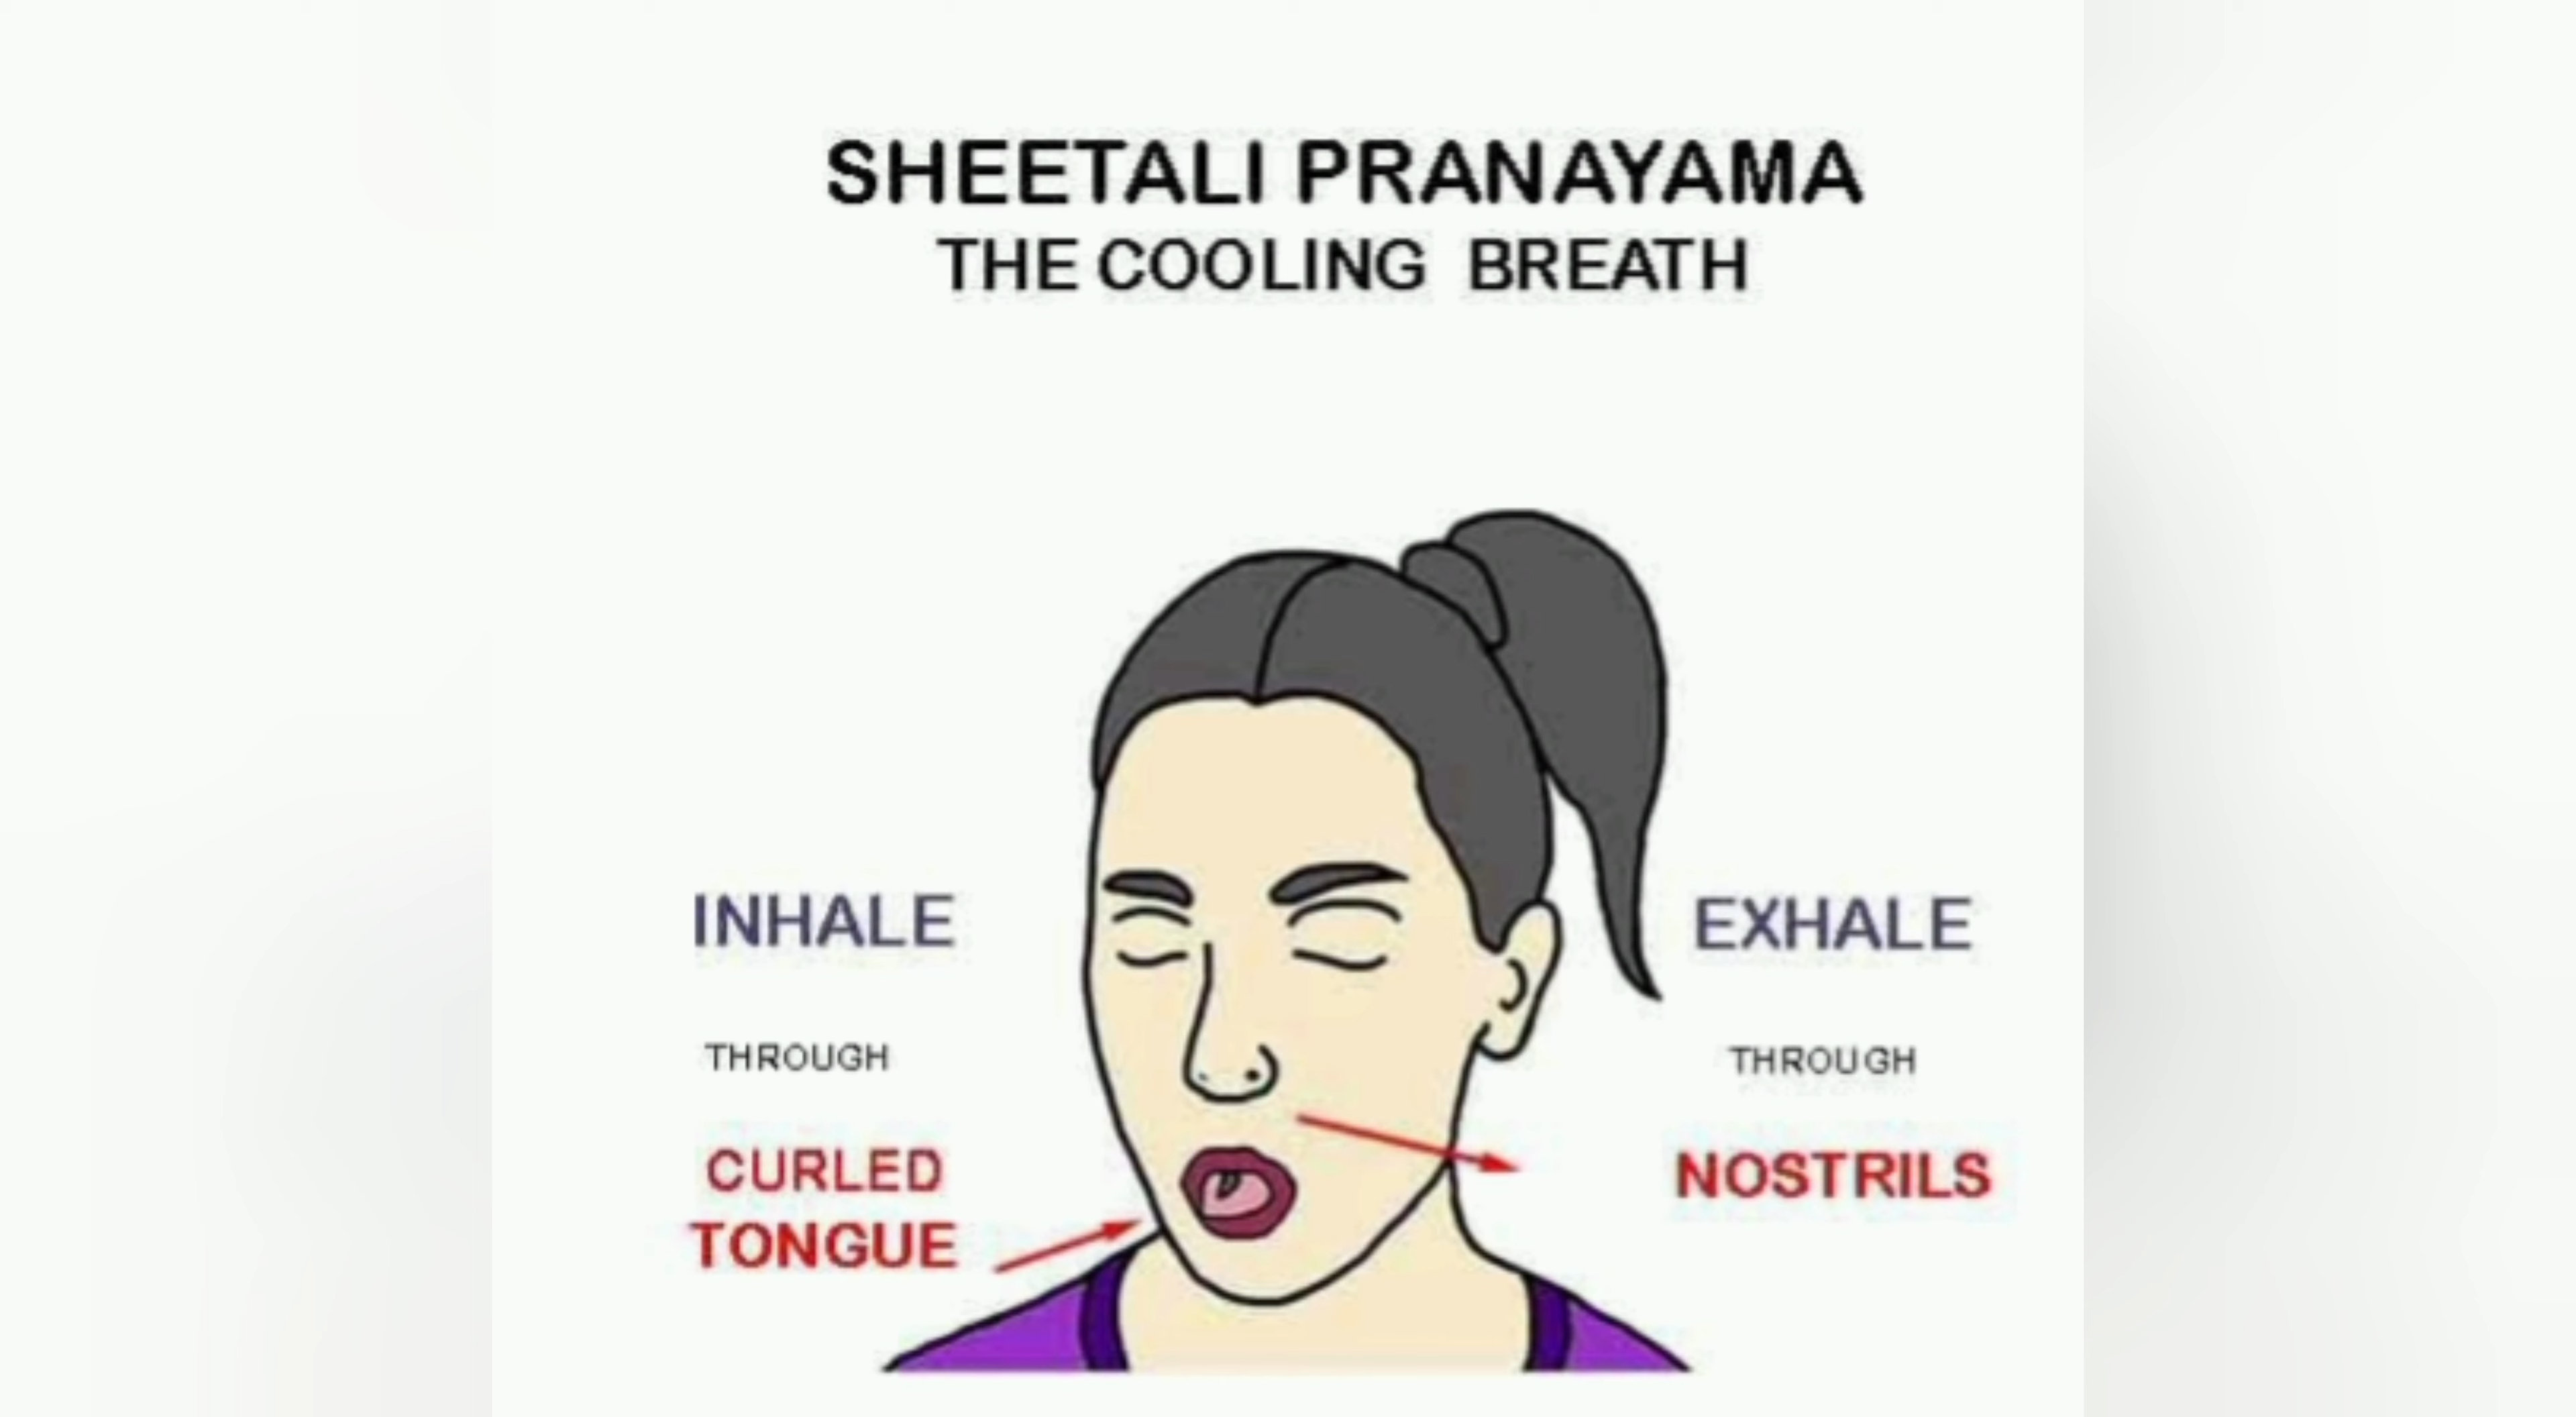 SHEETALI PRANAYAMA
THE COOLING BREATH
INHALE
THROUGH
CURLED
TONGUE
EXHALE
THROUGH
NOSTRILS